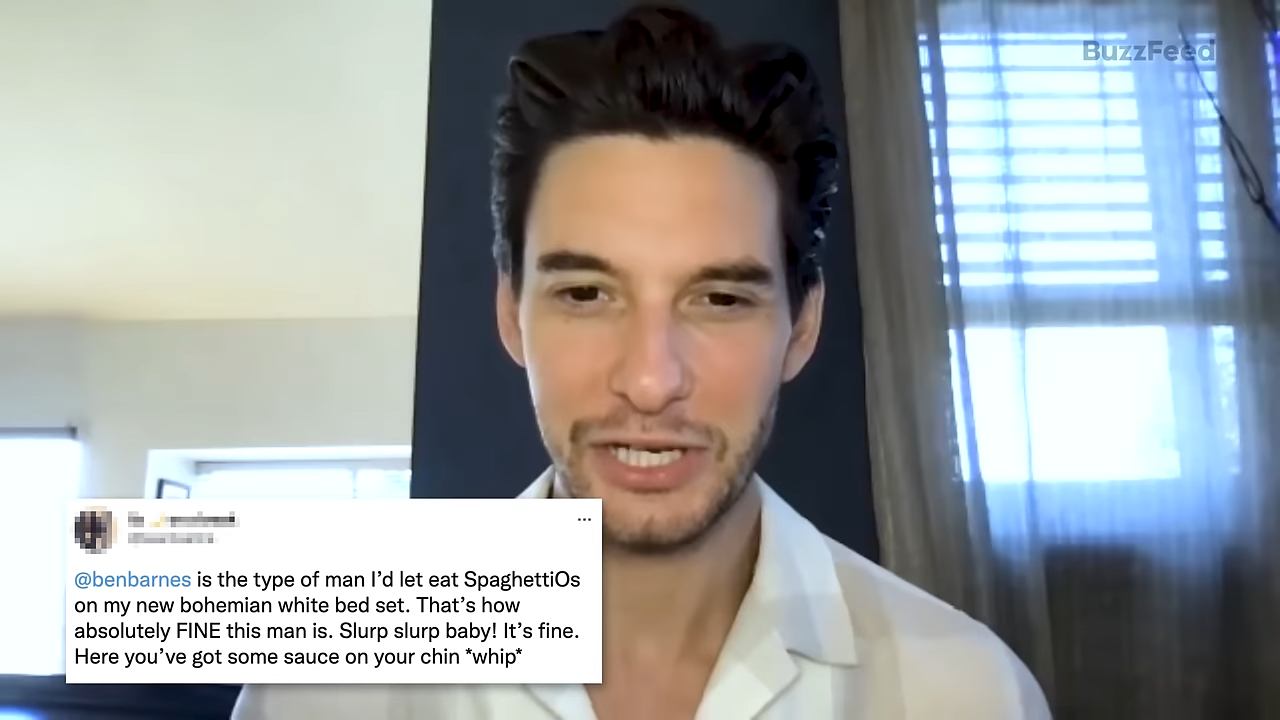 BuzzFeed
@benbarnes is the type of man I’d let eat SpaghettiOs
on my new bohemian white bed set. That’s how
absolutely FINE this man is. Slurp slurp baby! It’s fine.
Here you’ve got some sauce on your chin *whip*